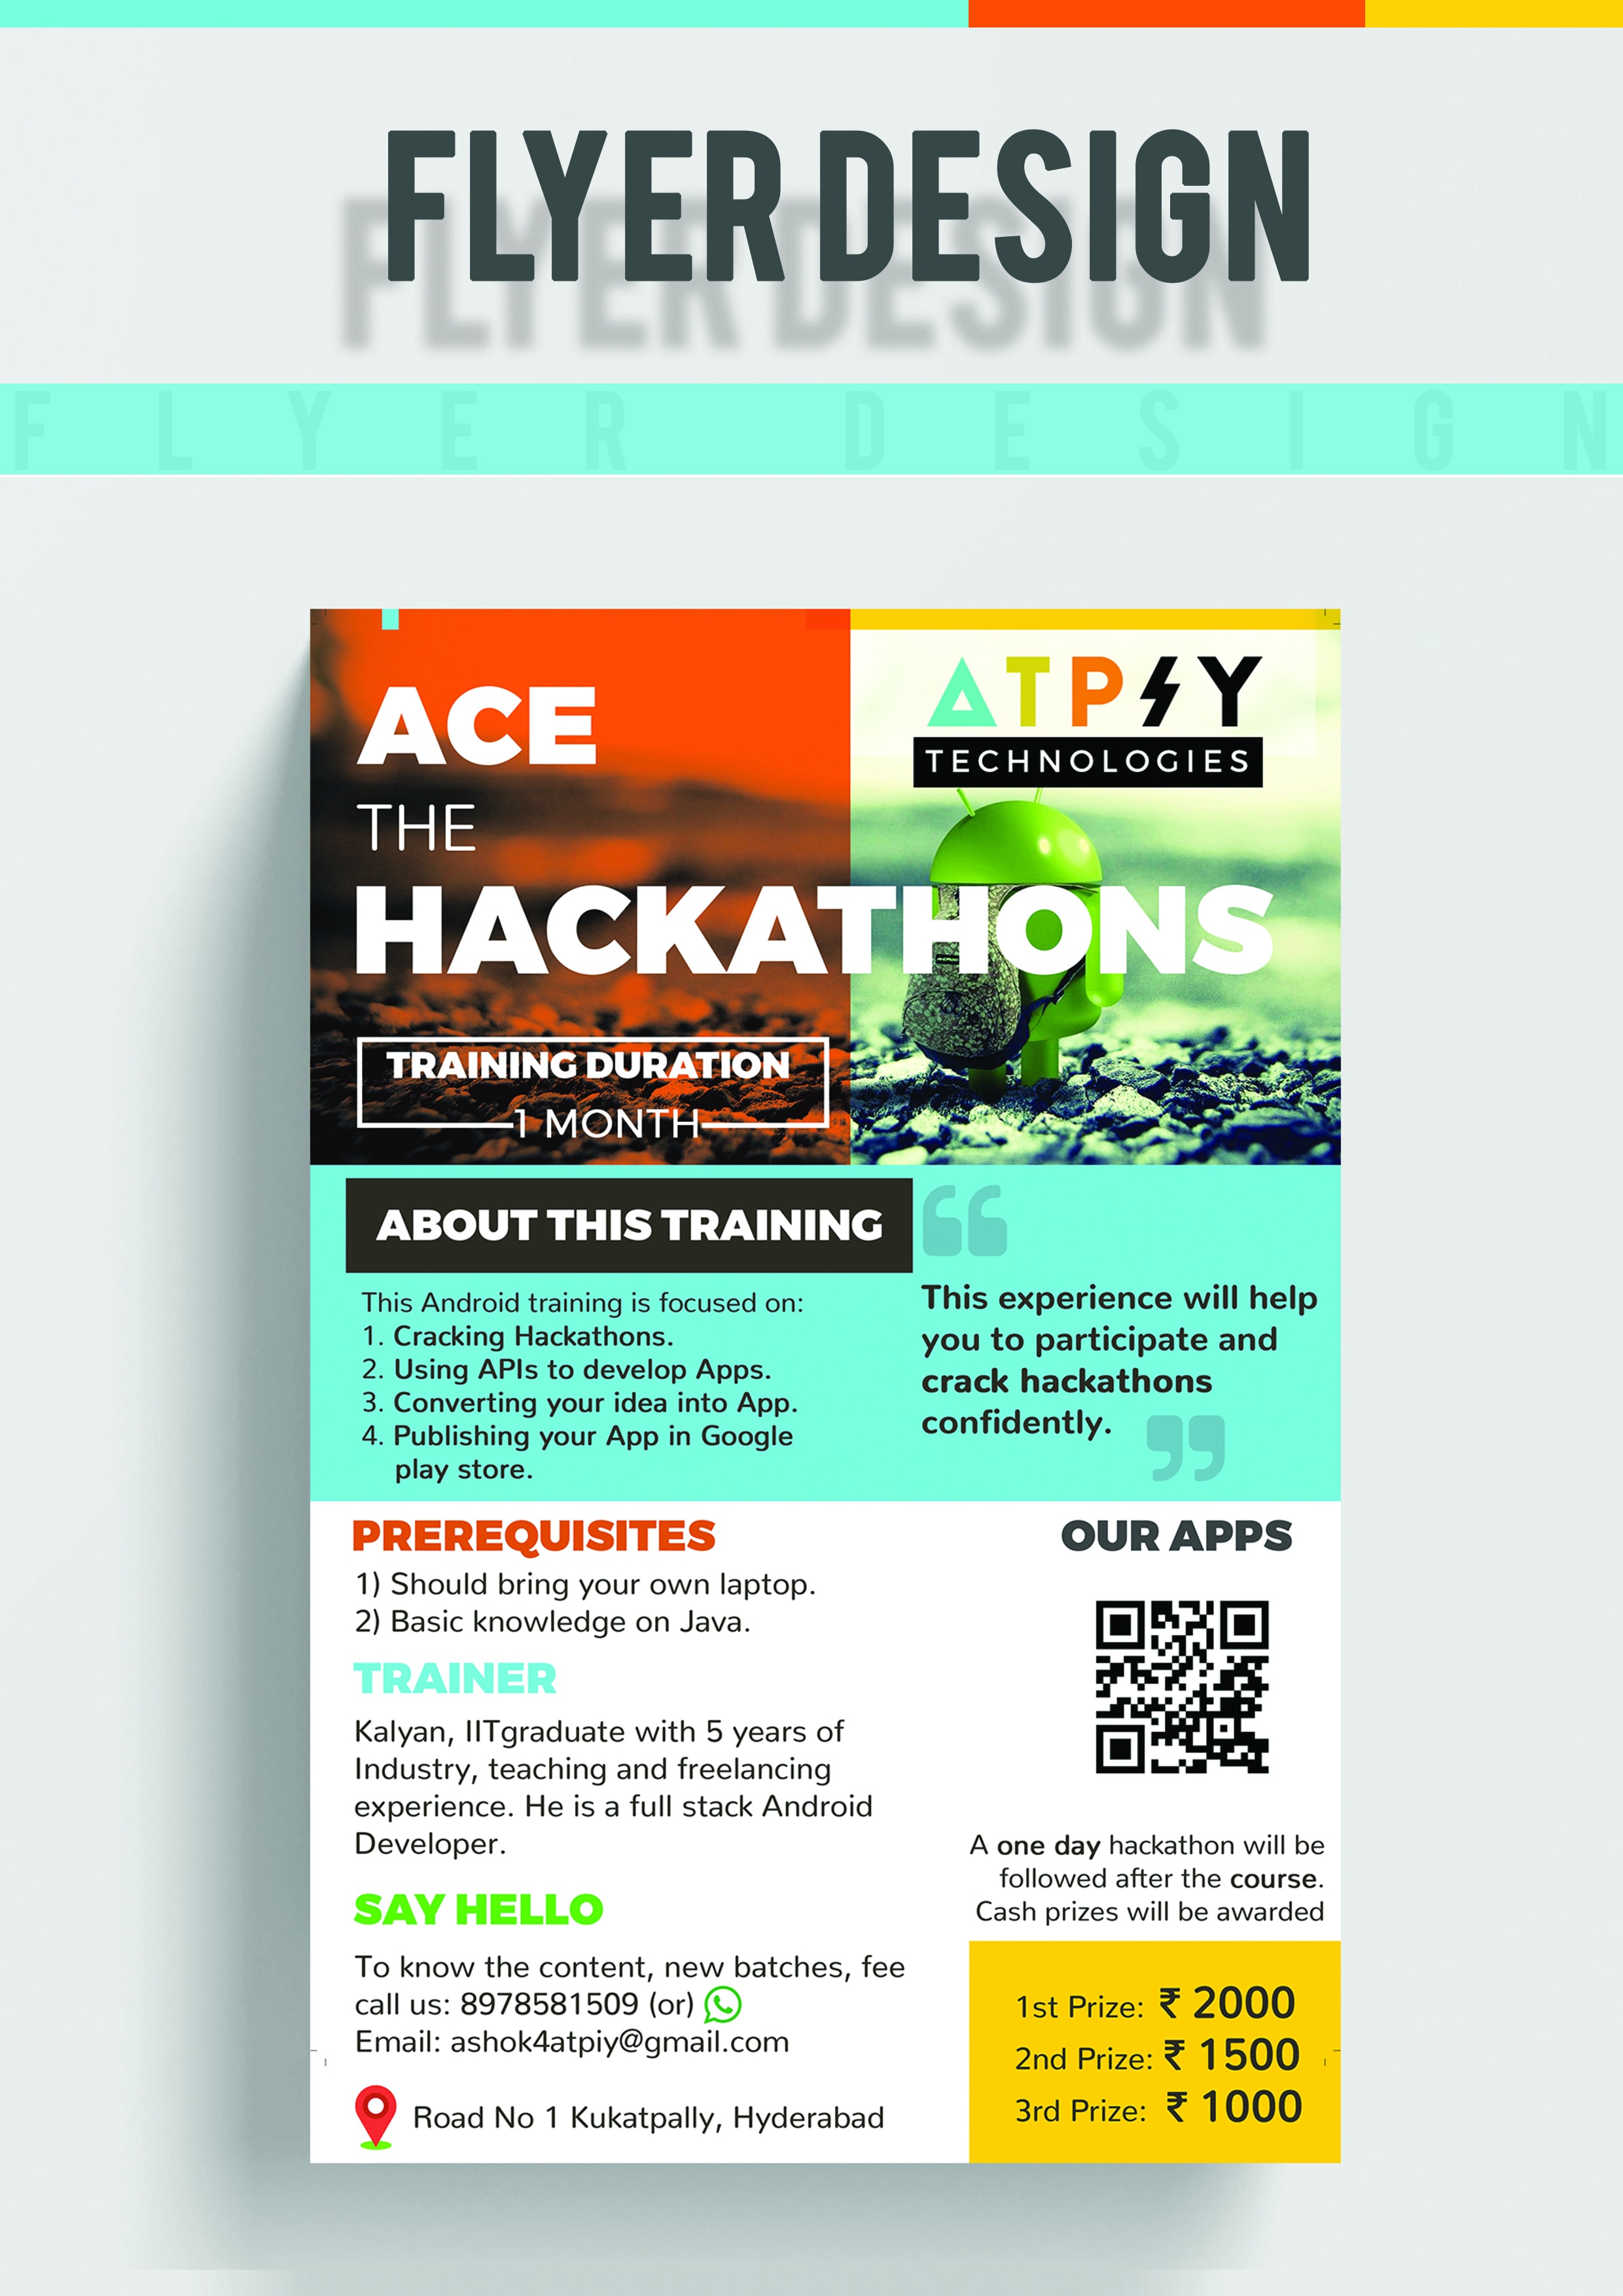 FLYER DESIGN
FLYER DESIGN
ATPIY
TECHNOLOGIES
ACE
THE
HACKATHONS
TRAINING DURATION
1 MONTH
ABOUT THIS TRAINING
This Android training is focused on:
1. Cracking Hackathons.
2. Using APIs to develop Apps.
3. Converting your idea into App.
4. Publishing your App in Google
play store.
“
This experience will help
you to participate and
crack hackathons
confidently.
”
PREREQUISITES
1) Should bring your own laptop.
2) Basic knowledge on Java.
TRAINER
Kalyan, IITgraduate with 5 years of
Industry, teaching and freelancing
experience. He is a full stack Android
Developer.
SAY HELLO
To know the content, new batches, fee
call us: 8978581509 (or)
Email: ashok4atpiy@gmail.com
Road No 1 Kukatpally, Hyderabad
OUR APPS
A one day hackathon will be
followed after the course.
Cash prizes will be awarded
1st Prize: ₹ 2000
2nd Prize: ₹ 1500
3rd Prize: ₹ 1000